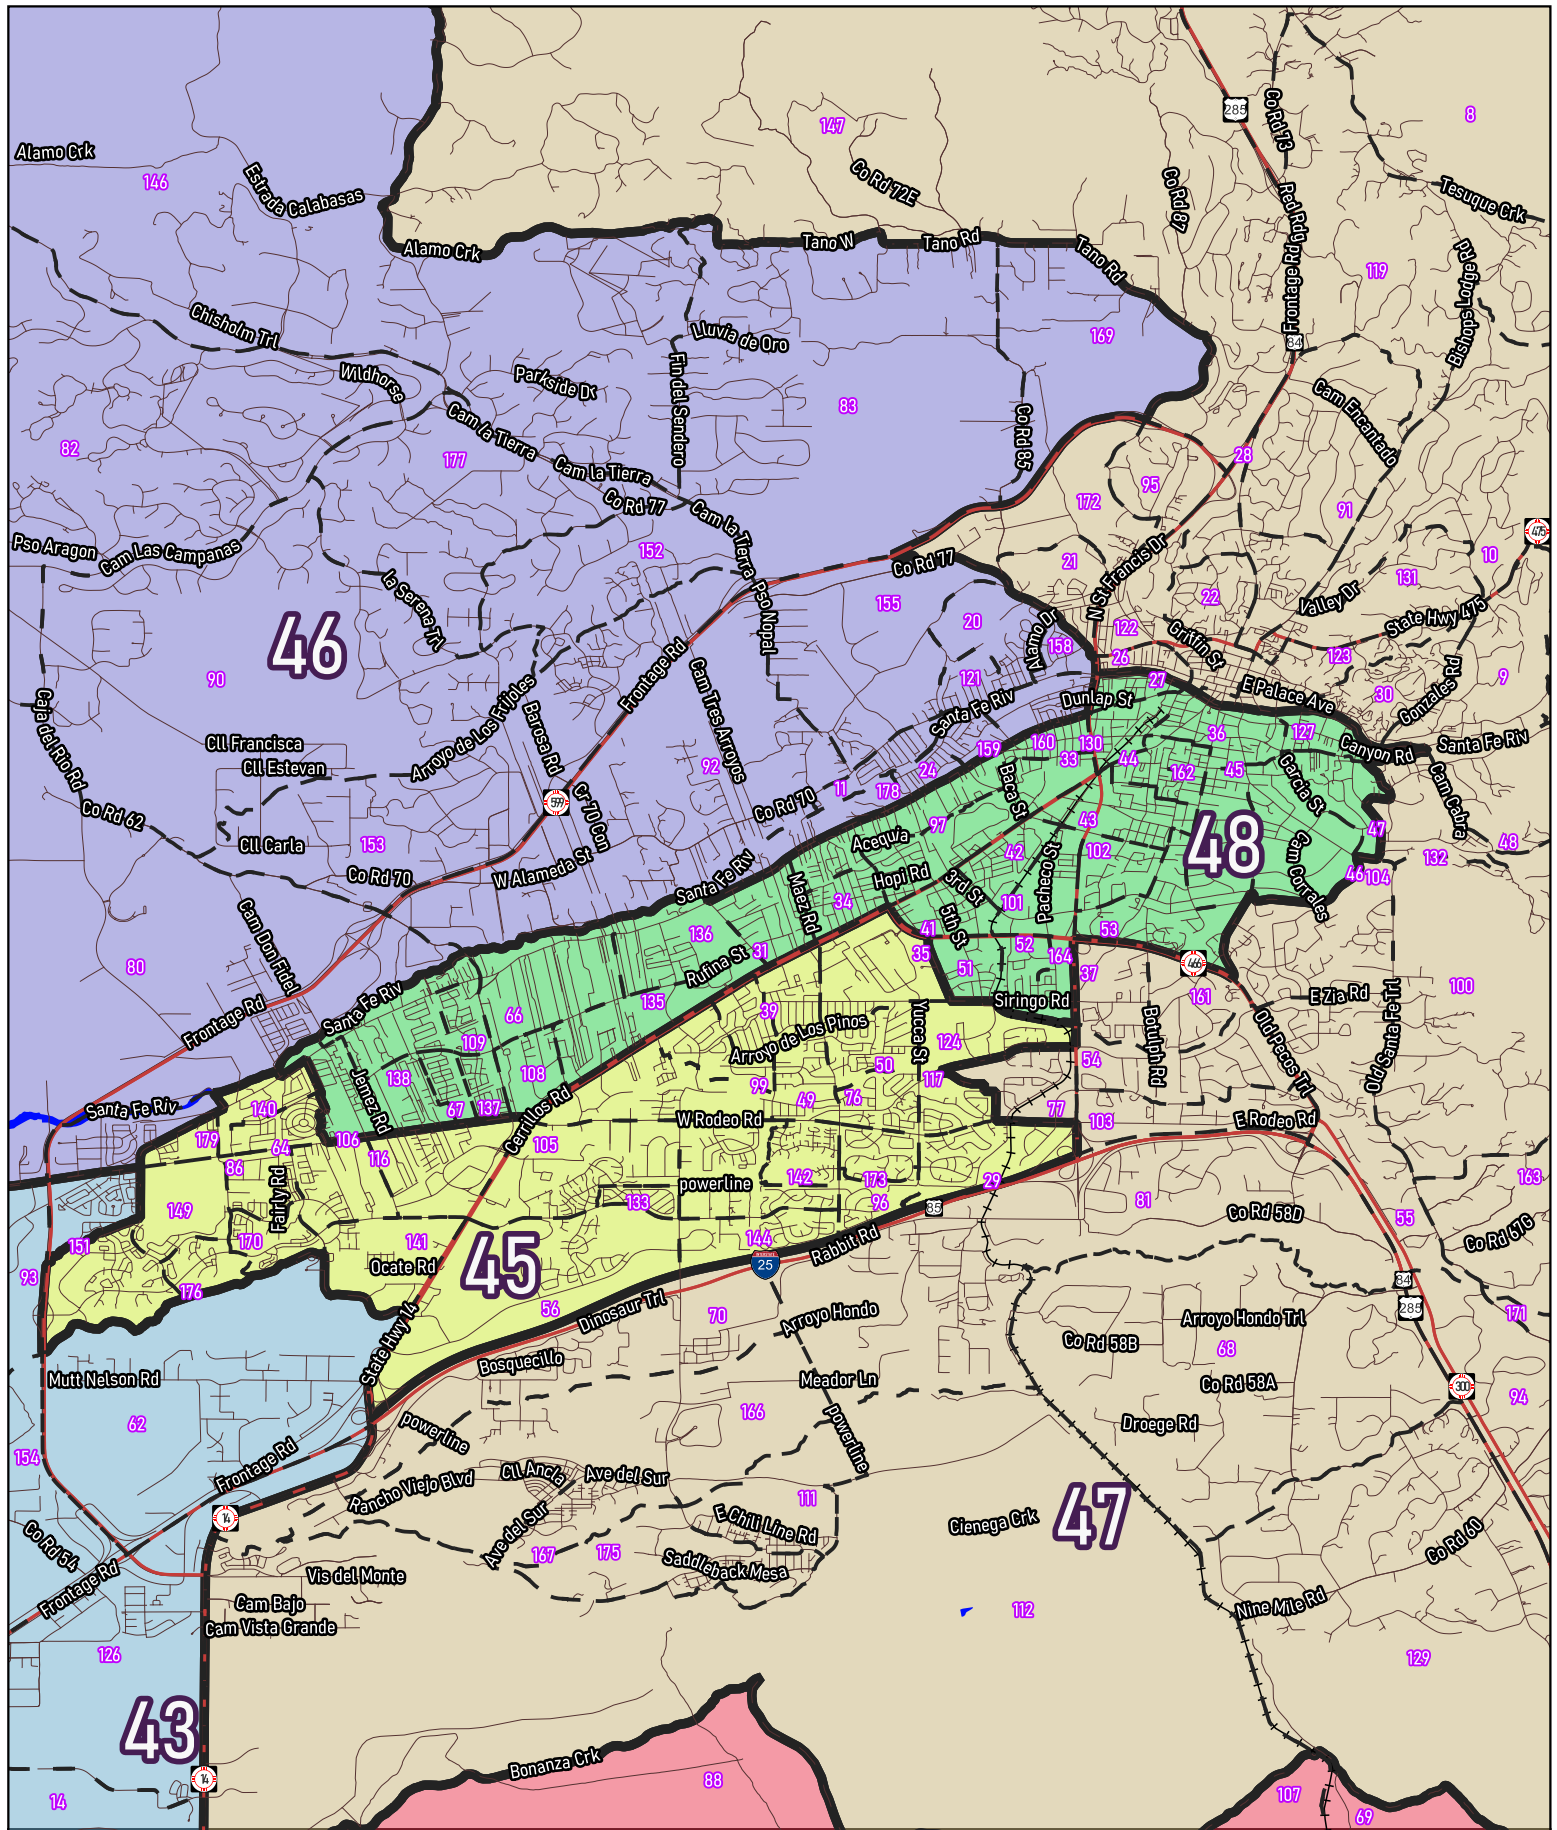 147
8
285
Co Rd 73
Alamo Crk
146
Estrada Calabasas
Co Rd 72E
Co Rd 87
Tesuque Crk
Red Rdg
Alamo Crk
Tano W
Tano Rd
Tano Rd
Frontage Rd
119
Bishops Lodge Rd
Chisholm Trl
Lluvia de Oro
169
84
Wildhorse
Parkside Dr
Fin del Sendero
83
Cam Encantado
82
Cam la Tierra
177
Cam la Tierra
Co Rd 77
Co Rd 85
28
95
172
91
Cam la Tierra
475
Pso Aragon
Cam Las Campanas
152
Co Rd 77
21
N St Francis Dr
10
131
la Serena Trl
Pso Nopal
155
20
22
Valley Dr
State Hwy 475
46
Alamo Dr
158
122
26
Griffin St
123
90
Frontage Rd
Cam Tres Arroyos
121
27
E Palace Ave
30
9
Gonzales Rd
Caja del Rio Rd
Arroyo de Los Frijoles
Barosa Rd
Santa Fe Riv
Dunlap St
Cll Francisca
Cll Estevan
92
159
160
33
130
44
36
127
Canyon Rd
Santa Fe Riv
24
11
178
Baca St
162
45
Garcia St
Cam Cabra
Co Rd 62
599
Cr 70 Con
Co Rd 70
97
43
47
Cll Carla
153
Acequia
42
102
48
Cam Corrales
132
48
Co Rd 70
W Alameda St
Santa Fe Riv
Hopi Rd
3rd St
Pacheco St
46
104
Maez Rd
34
101
Cam Don Fidel
136
31
Rufina St
41
5th St
52
53
80
35
51
164
37
466
Santa Fe Riv
Frontage Rd
66
135
39
Siringo Rd
161
E Zia Rd
100
Arroyo de Los Pinos
Yucca St
124
Botulph Rd
Old Pecos Trl
Old Santa Fe Trl
109
138
108
Jemez Rd
99
50
117
54
67
137
49
76
77
Santa Fe Riv
140
Cerrillos Rd
W Rodeo Rd
103
E Rodeo Rd
179
64
106
116
105
86
Fairly Rd
133
powerline
142
173
29
163
149
96
85
81
Co Rd 58D
55
151
170
141
45
144
Rabbit Rd
Co Rd 67G
93
Ocate Rd
25
84
285
176
56
Dinosaur Trl
70
Arroyo Hondo
Arroyo Hondo Trl
171
State Hwy 14
Bosquecillo
Co Rd 58B
68
Mutt Nelson Rd
Meador Ln
Co Rd 58A
300
94
62
166
Droege Rd
powerline
powerline
154
Frontage Rd
Rancho Viejo Blvd
Cll Ancla
Ave del Sur
111
47
14
Ave del Sur
E Chili Line Rd
Cienega Crk
Co Rd 54
167
175
Co Rd 60
Frontage Rd
Vis del Monte
Saddleback Mesa
Cam Bajo
Cam Vista Grande
112
Nine Mile Rd
126
129
43
Bonanza Crk
14
14
88
107
69